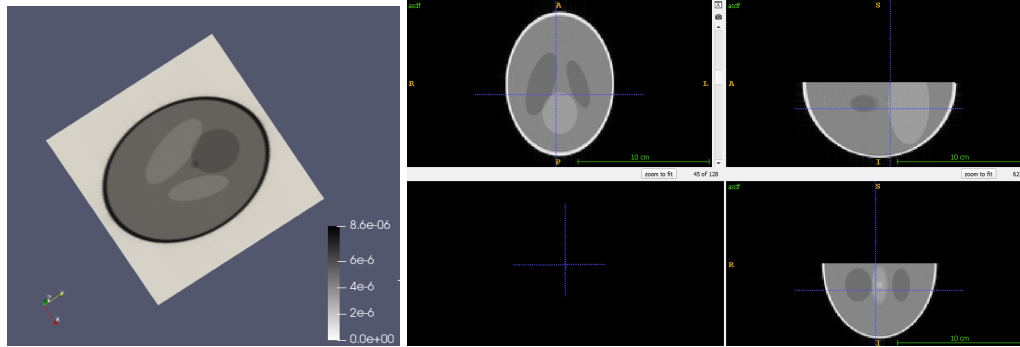 8.6e-06
6e-6
4e-6
2e-6
0.0e+00
Z
Y
X
asdf
A
R
L
P
10 cm
zoom to fit
45 of 128
asdf
S
A
I
10 cm
zoom to fit
62
asdf
S
R
I
10 cm